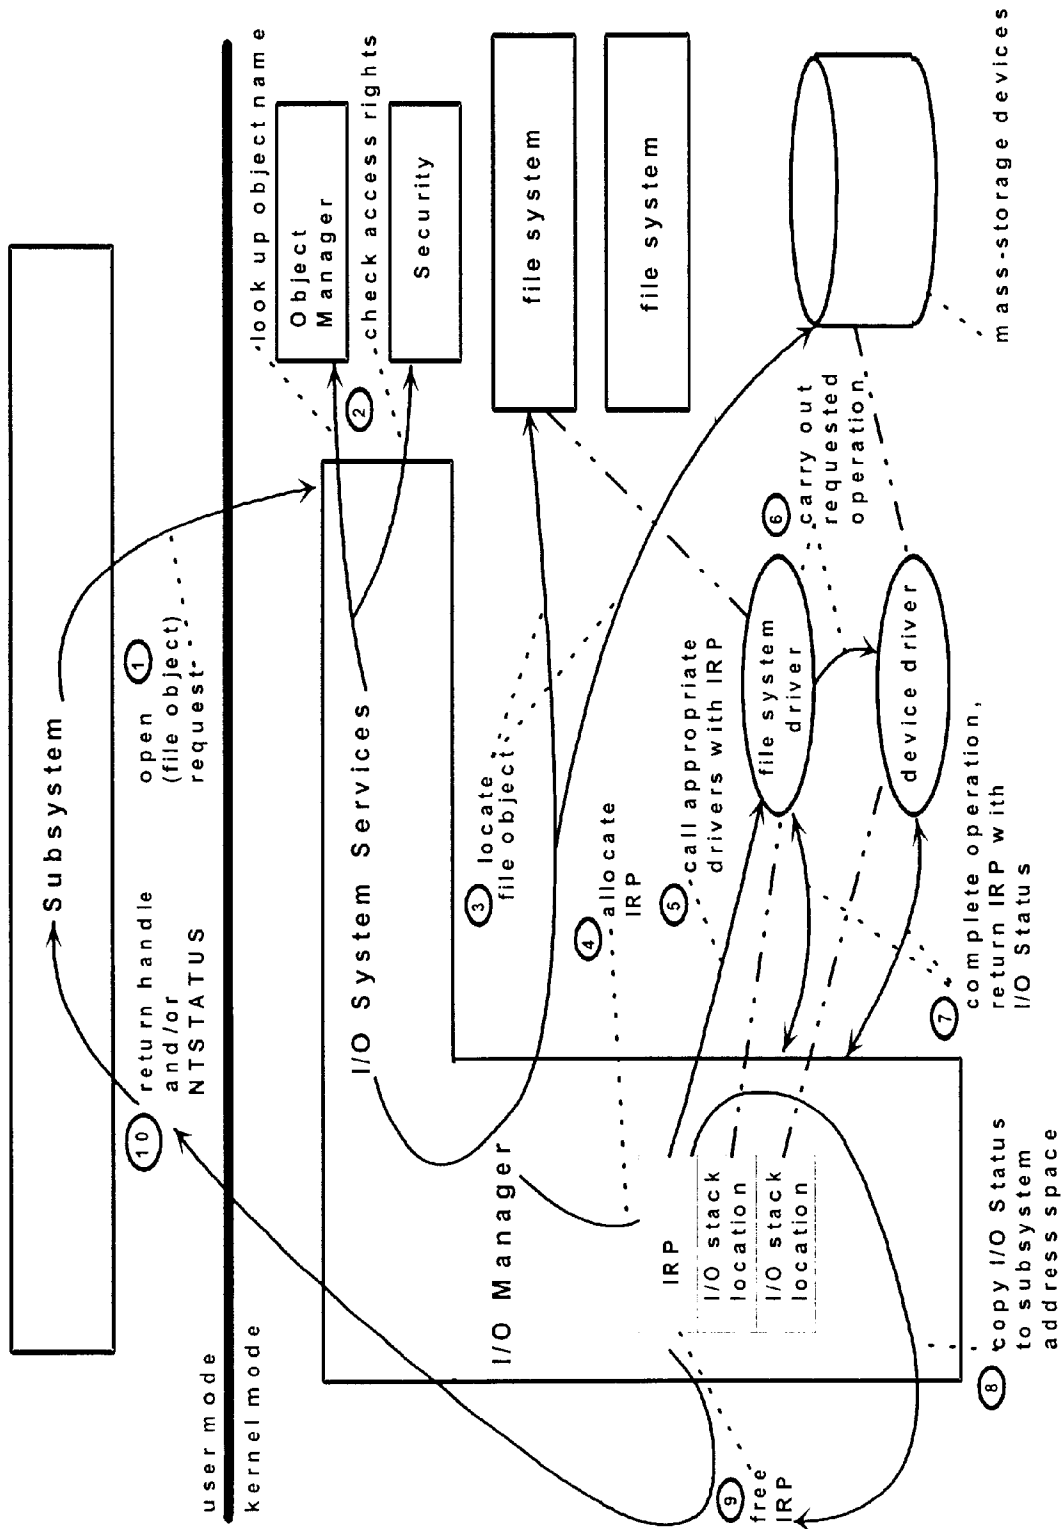 Subsystem
10
return handle
and/or
NTSTATUS
1
open
(file object)
request
user mode
kernel mode
look up object name
Object
Manager
2
check access rights
Security
I/O System Services
I/O Manager
3
locate
file object
file system
file system
4
allocate
IRP
IRP
I/O stack
location
I/O stack
location
5
call appropriate
drivers with IRP
file system
driver
6
carry out
requested
operation
device driver
mass-storage devices
7
complete operation,
return IRP with
I/O Status
8
copy I/O Status
to subsystem
address space
9
free
IRP